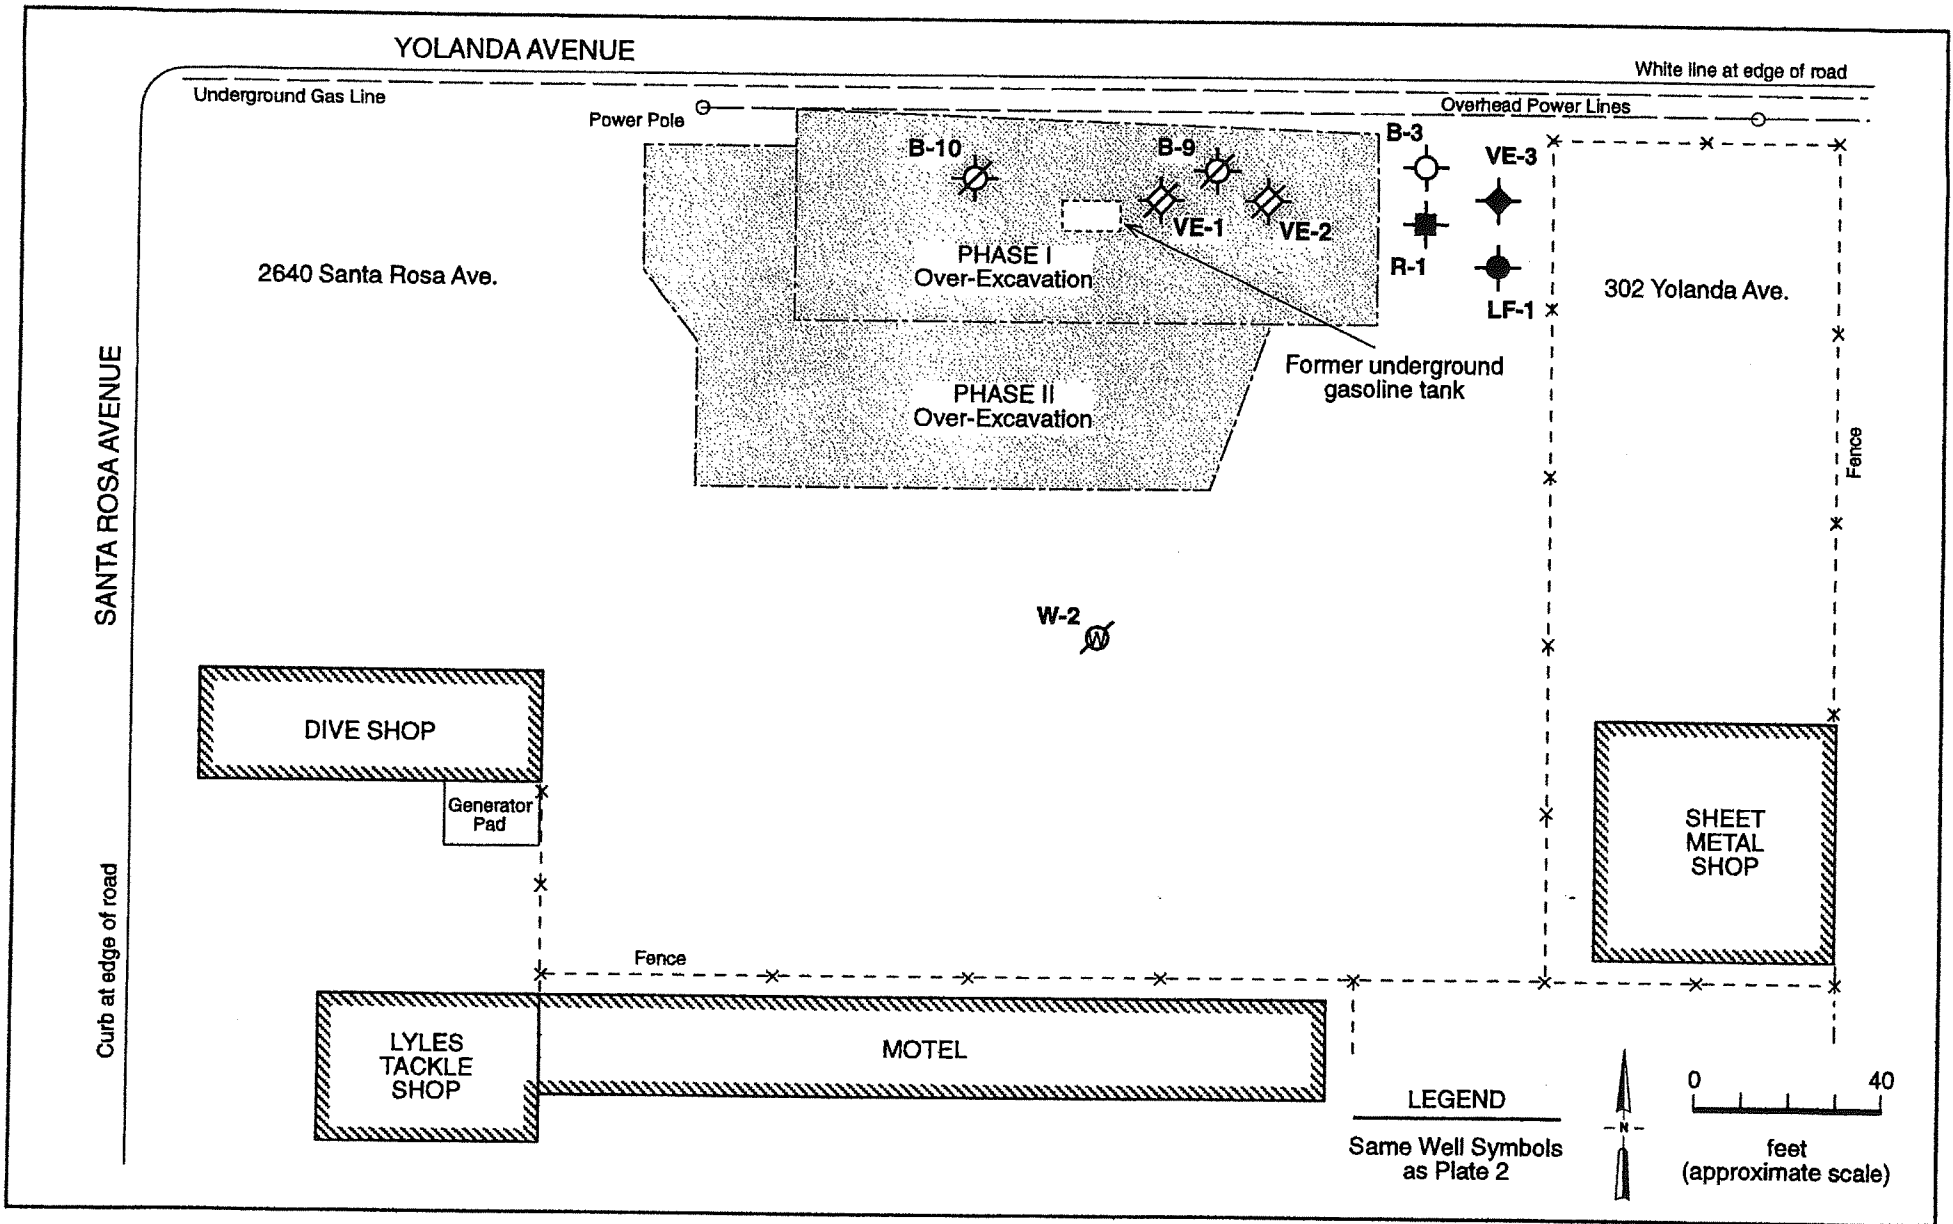 YOLANDA AVENUE
White line at edge of road
Underground Gas Line
Overhead Power Lines
Power Pole
B-10
B-9
B-3
VE-3
VE-1
VE-2
R-1
LF-1
PHASE I
Over-Excavation
2640 Santa Rosa Ave.
302 Yolanda Ave.
Former underground
gasoline tank
PHASE II
Over-Excavation
SANTA ROSA AVENUE
Fence
W-2
W
DIVE SHOP
Generator
Pad
SHEET
METAL
SHOP
Curb at edge of road
Fence
LYLES
TACKLE
SHOP
MOTEL
LEGEND
Same Well Symbols
as Plate 2
N
0 40
feet
(approximate scale)